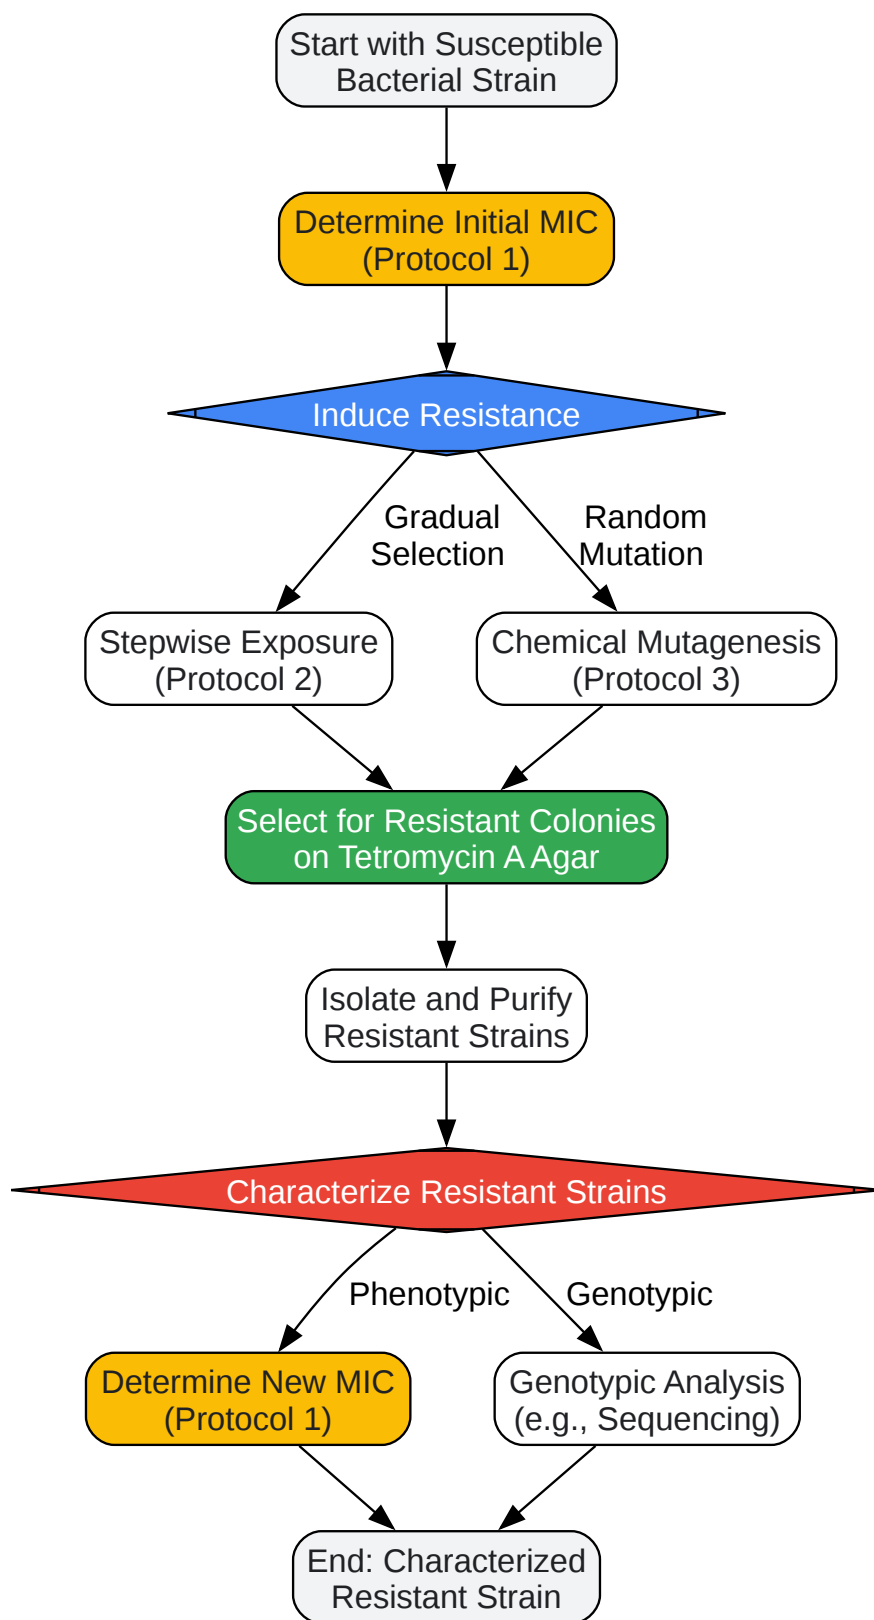 Start with Susceptible
Bacterial Strain
Determine Initial MIC
(Protocol 1)
Induce Resistance
Gradual
Selection
Random
Mutation
Stepwise Exposure
(Protocol 2)
Chemical Mutagenesis
(Protocol 3)
Select for Resistant Colonies
on Tetromycin A Agar
Isolate and Purify
Resistant Strains
Characterize Resistant Strains
Phenotypic
Genotypic
Determine New MIC
(Protocol 1)
Genotypic Analysis
(e.g., Sequencing)
End: Characterized
Resistant Strain